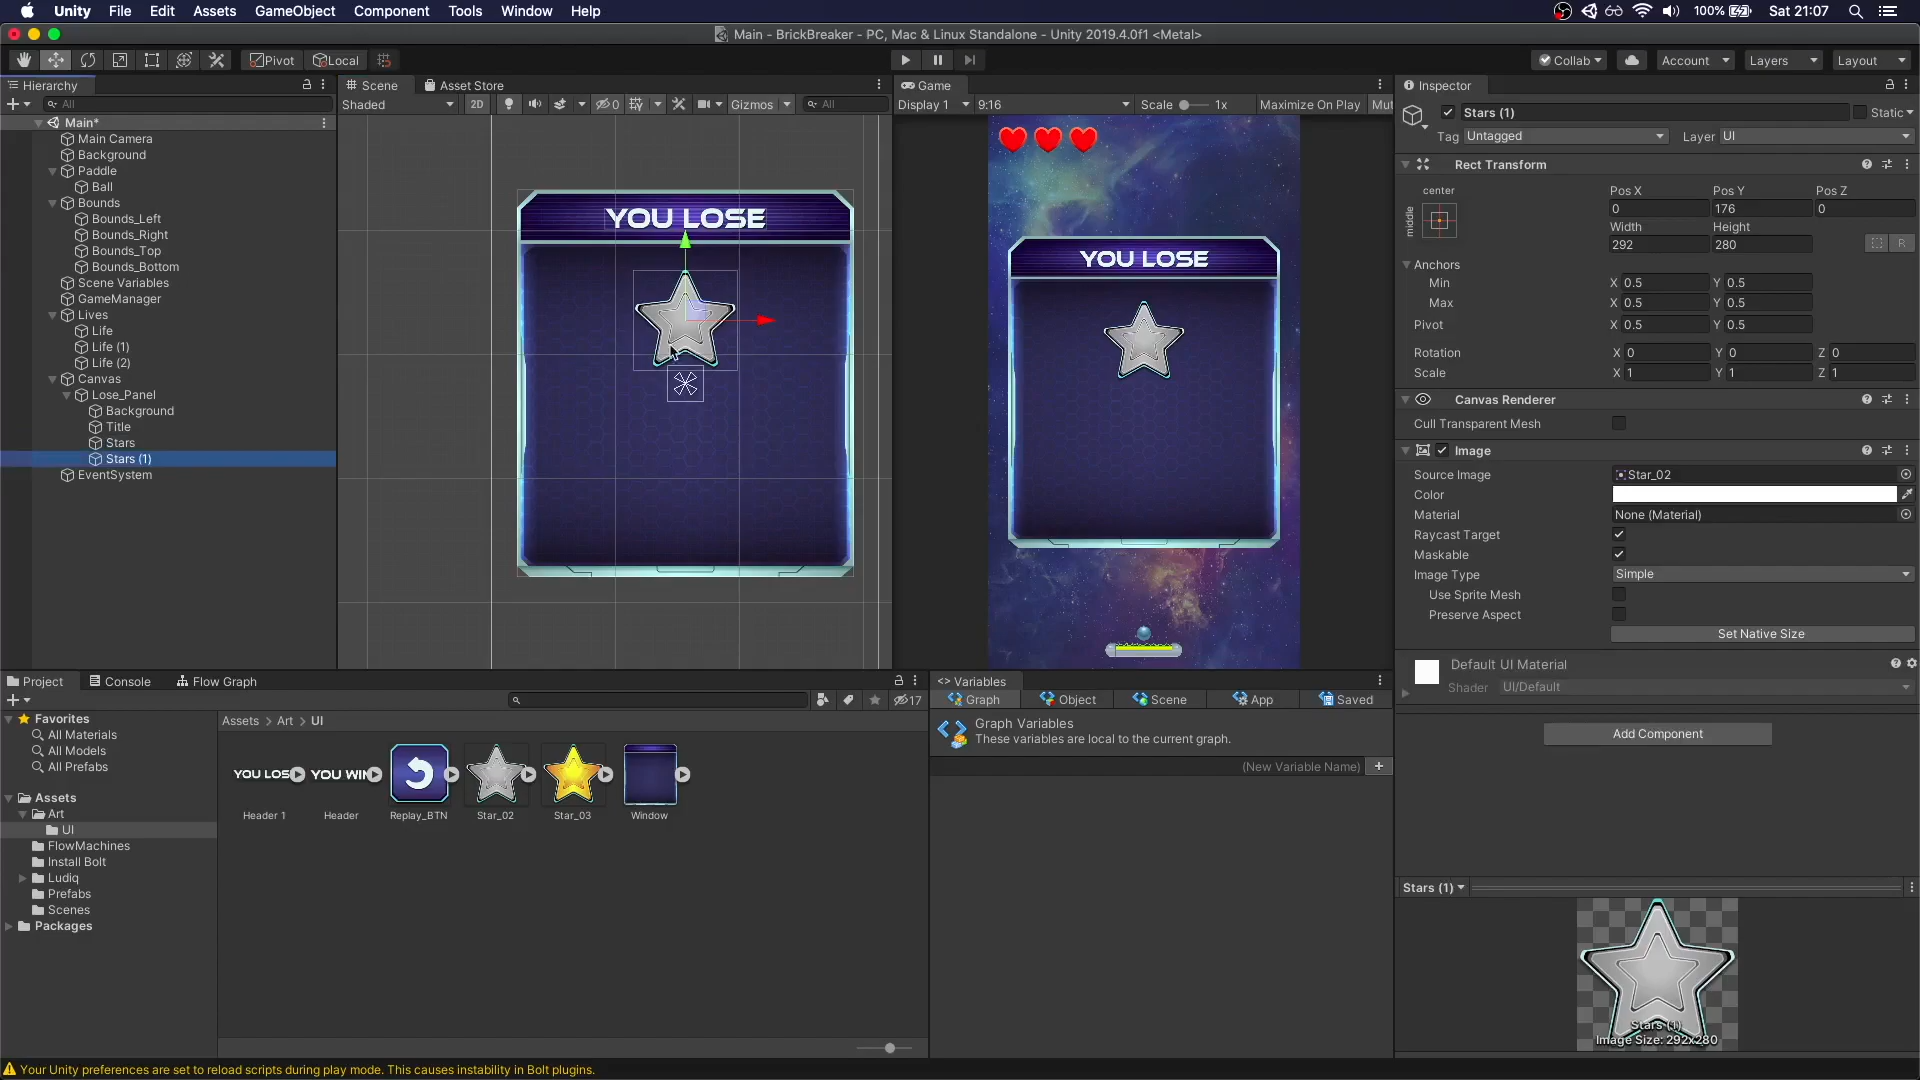 Unity File Edit Assets GameObject Component Tools Window Help 100% Sat 21:07
Main - BrickBreaker - PC, Mac & Linux Standalone - Unity 2019.4.0f1 <Metal>
Pivot Local Collab Account Layers Layout
Hierarchy Scene Asset Store Game Inspector
All Shaded 2D 0 Gizmos All Display 1 9:16 Scale 1x Maximize On Play Mut
Stars (1) Static
Tag Untagged Layer UI
Main*
Main Camera
Background
Paddle
Ball
Bounds
Bounds_Left
Bounds_Right
Bounds_Top
Bounds_Bottom
Scene Variables
GameManager
Lives
Life
Life (1)
Life (2)
Canvas
Lose_Panel
Background
Title
Stars
Stars (1)
EventSystem
YOU LOSE
YOU LOSE
Rect Transform
center
middle
Pos X Pos Y Pos Z
0 176 0
Width Height
292 280 R
Anchors
Min X 0.5 Y 0.5
Max X 0.5 Y 0.5
Pivot X 0.5 Y 0.5
Rotation X 0 Y 0 Z 0
Scale X 1 Y 1 Z 1
Canvas Renderer
Cull Transparent Mesh
Image
Source Image Star_02
Color
Material None (Material)
Raycast Target
Maskable
Image Type Simple
Use Sprite Mesh
Preserve Aspect
Set Native Size
Default UI Material
Shader UI/Default
Add Component
Stars (1)
Stars (1)
Image Size: 292x280
Project Console Flow Graph
17
Favorites
All Materials
All Models
All Prefabs
Assets
Art
UI
FlowMachines
Install Bolt
Ludiq
Prefabs
Scenes
Packages
Assets > Art > UI
YOU LOS YOU WIN
Header 1 Header Replay_BTN Star_02 Star_03 Window
<> Variables
Graph Object Scene App Saved
Graph Variables
These variables are local to the current graph.
(New Variable Name) +
Your Unity preferences are set to reload scripts during play mode. This causes instability in Bolt plugins.